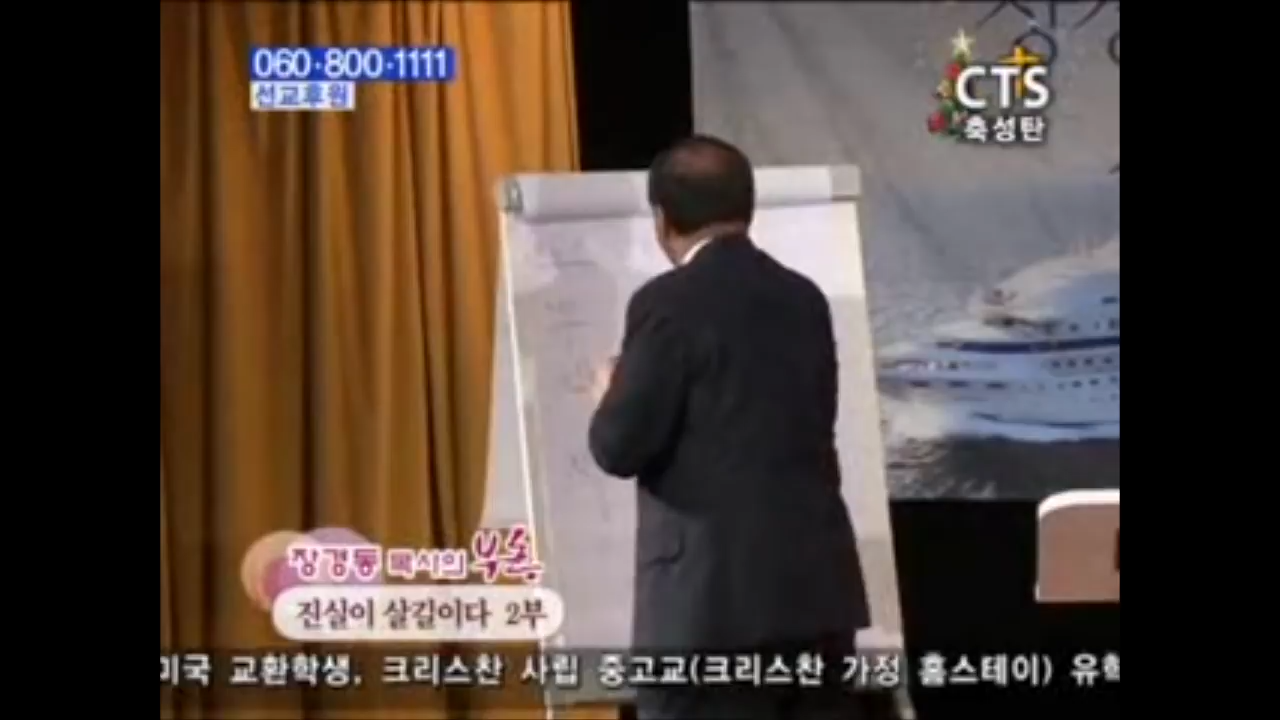 060·800·1111
선교후원
CTS
축성탄
장경동 목사의
진실이 살길이다 2부
미국 교환학생, 크리스찬 사립 중고교(크리스찬 가정 홈스테이) 유학